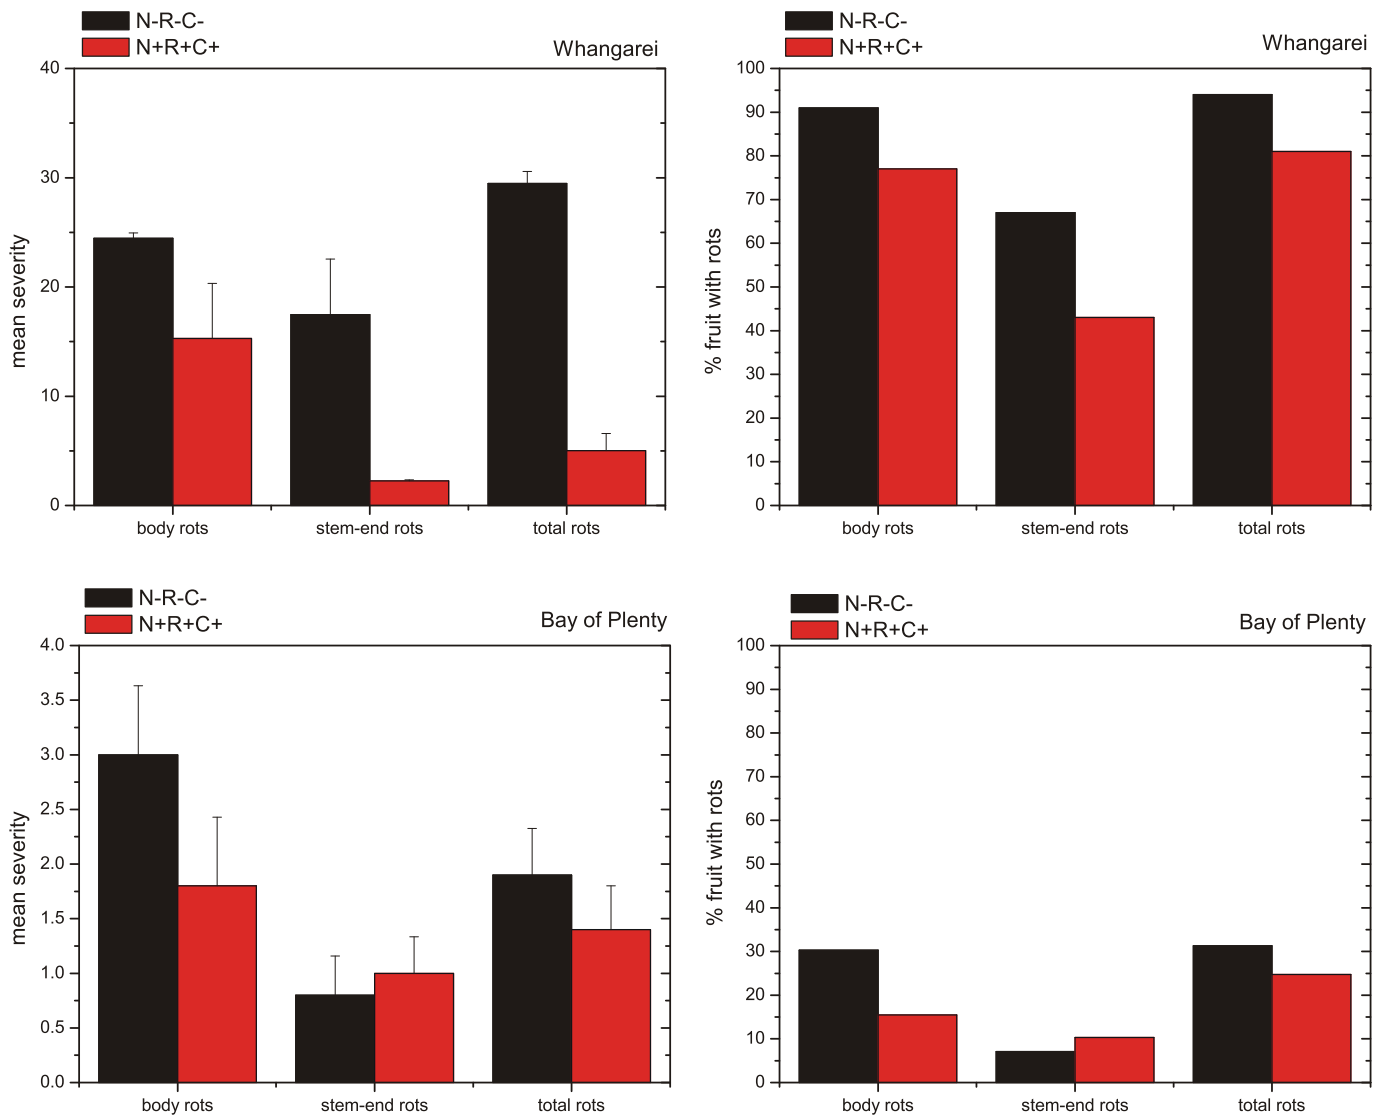 N-R-C-
N+R+C+
Whangarei
40
30
20
10
0
mean severity
body rots
stem-end rots
total rots
N-R-C-
N+R+C+
Whangarei
100
90
80
70
60
50
40
30
20
10
0
% fruit with rots
body rots
stem-end rots
total rots
N-R-C-
N+R+C+
Bay of Plenty
4.0
3.5
3.0
2.5
2.0
1.5
1.0
0.5
0.0
mean severity
body rots
stem-end rots
total rots
N-R-C-
N+R+C+
Bay of Plenty
100
90
80
70
60
50
40
30
20
10
0
% fruit with rots
body rots
stem-end rots
total rots